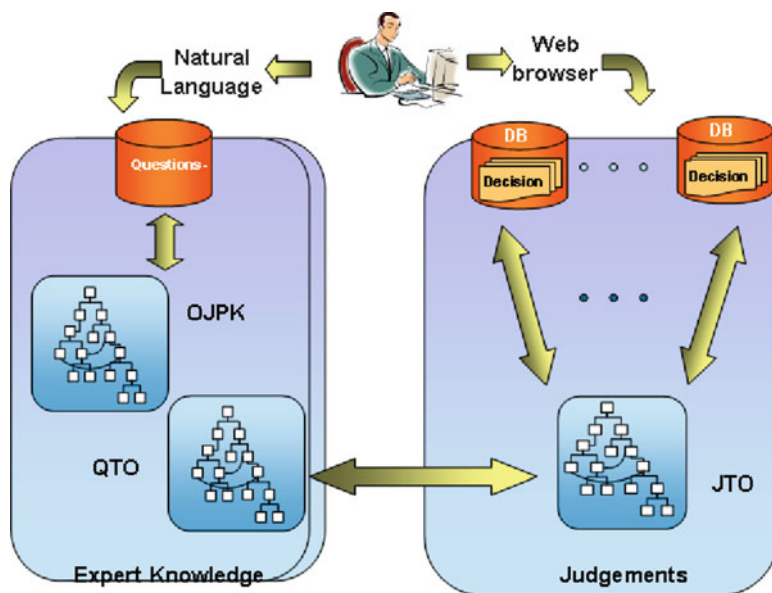 Natural
Language
Web
browser
Questions-
DB
Decision
DB
Decision
OJPK
QTO
JTO
Expert Knowledge
Judgements